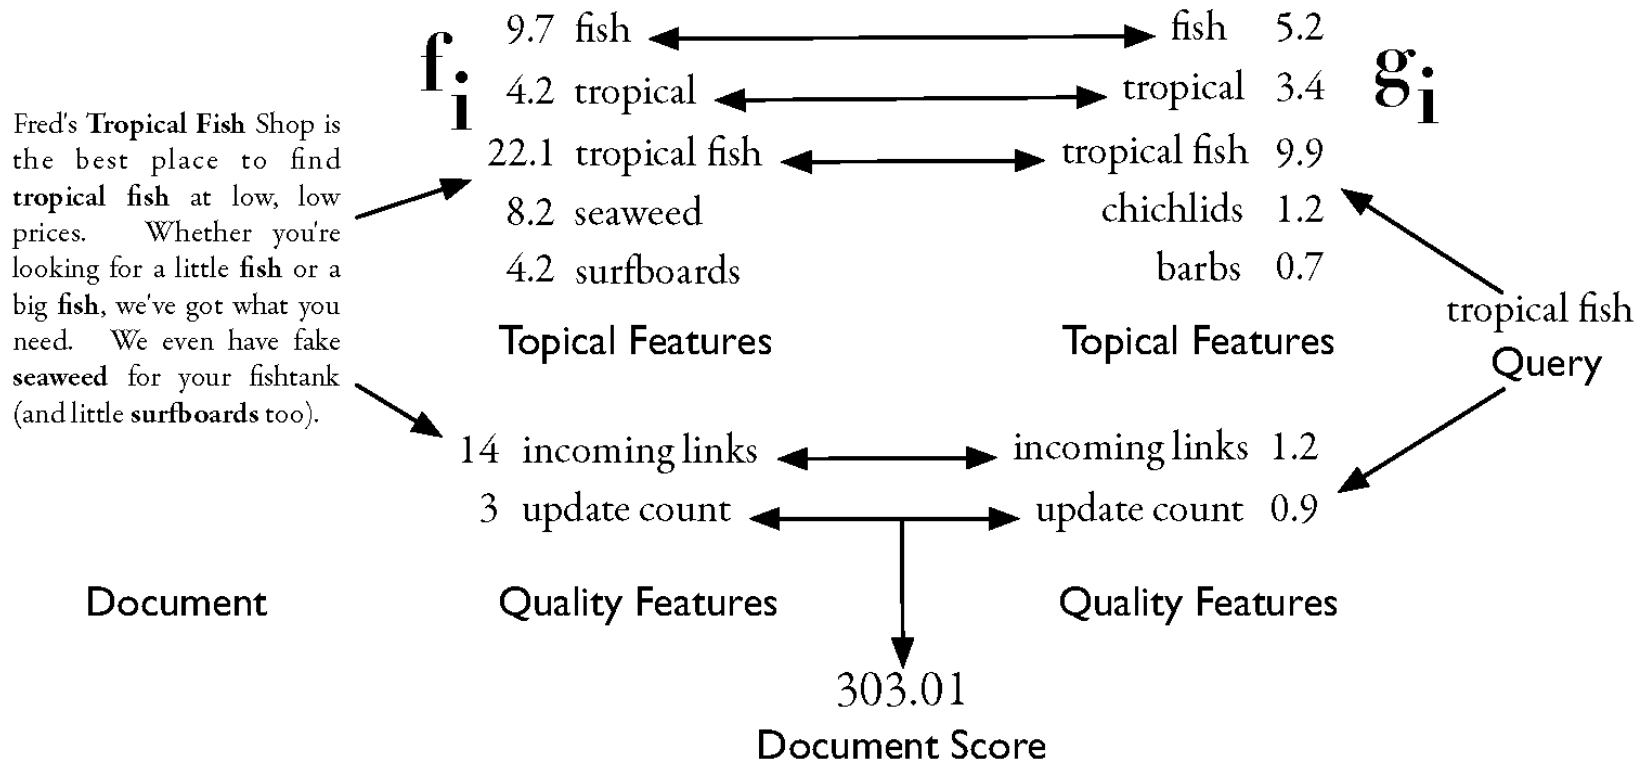 Fred's Tropical Fish Shop is
the best place to find
tropical fish at low, low
prices. Whether you're
looking for a little fish or a
big fish, we've got what you
need. We even have fake
seaweed for your fishtank
(and little surfboards too).
Document
fi
9.7 fish
4.2 tropical
22.1 tropical fish
8.2 seaweed
4.2 surfboards
Topical Features
14 incoming links
3 update count
Quality Features
fish 5.2
tropical 3.4
tropical fish 9.9
chichlids 1.2
barbs 0.7
Topical Features
incoming links 1.2
update count 0.9
Quality Features
gi
tropical fish
Query
303.01
Document Score